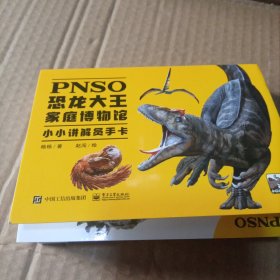 PNSO
恐龙大王
家庭博物馆
小小讲解员手卡
杨杨/著 赵闯/绘
中国工信出版集团 电子工业出版社
PNSO